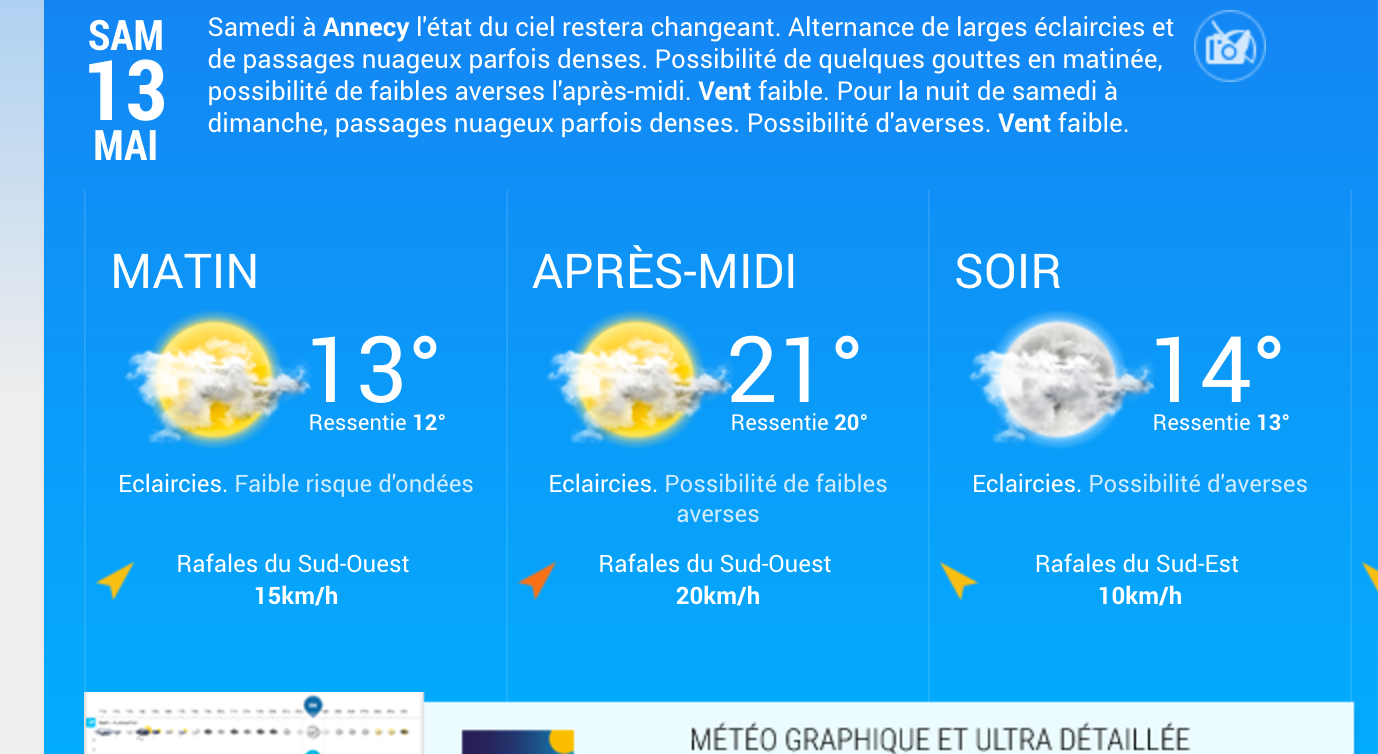 SAM
13
MAI
Samedi à Annecy l'état du ciel restera changeant. Alternance de larges éclaircies et
de passages nuageux parfois denses. Possibilité de quelques gouttes en matinée,
possibilité de faibles averses l'après-midi. Vent faible. Pour la nuit de samedi à
dimanche, passages nuageux parfois denses. Possibilité d'averses. Vent faible.
MATIN
13°
Ressentie 12°
Eclaircies. Faible risque d'ondées
Rafales du Sud-Ouest
15km/h
APRÈS-MIDI
21°
Ressentie 20°
Eclaircies. Possibilité de faibles
averses
Rafales du Sud-Ouest
20km/h
SOIR
14°
Ressentie 13°
Eclaircies. Possibilité d'averses
Rafales du Sud-Est
10km/h
MÉTÉO GRAPHIQUE ET ULTRA DÉTAILLÉE